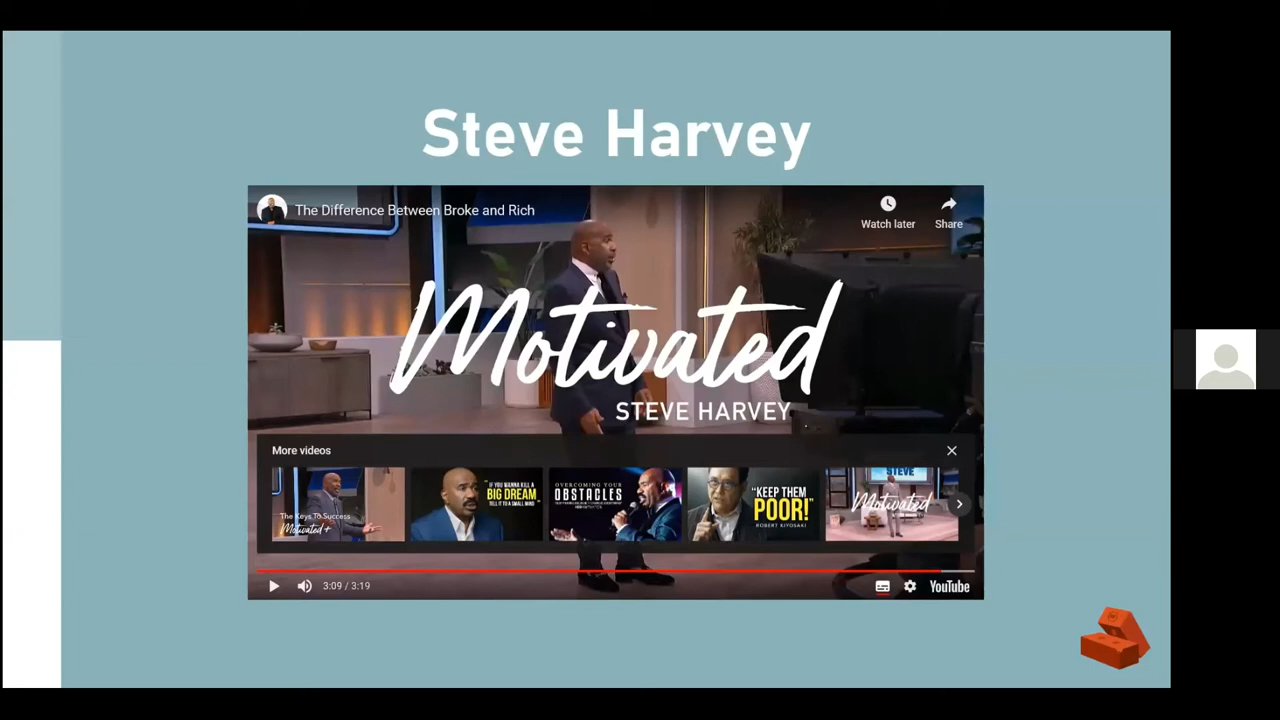 Steve Harvey
The Difference Between Broke and Rich
Watch later
Share
Motivated
STEVE HARVEY
More videos
The Keys To Success
Motivated+
"IF YOU WANNA KILL A
BIG DREAM
TELL IT TO A SMALL MIND"
OVERCOMING YOUR
OBSTACLES
"KEEP THEM
POOR!"
ROBERT KIYOSAKI
STEVE
Motivated
3:09 / 3:19
YouTube